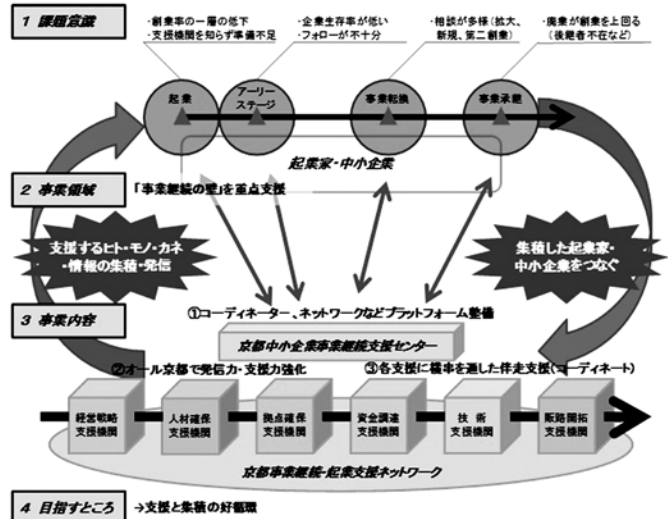 1 課題意識
・創業率の一層の低下
・支援機関を知らず準備不足
・企業生存率が低い
・フォローが不十分
・相談が多様(拡大、
新規、第二創業)
・廃業が創業を上回る
(後継者不在など)
起業
アーリー
ステージ
事業転換
事業承継
起業家・中小企業
2 事業領域
「事業継続の壁」を重点支援
支援するヒト・モノ・カネ
・情報の集積・発信
集積した起業家・
中小企業をつなぐ
3 事業内容
①コーディネーター、ネットワークなどプラットフォーム整備
京都中小企業事業継続支援センター
②オール京都で発信力・支援力強化
③各支援に横串を通した伴走支援(コーディネート)
経営戦略
支援機関
人材確保
支援機関
拠点確保
支援機関
資金調達
支援機関
技術
支援機関
販路開拓
支援機関
京都事業継続・起業支援ネットワーク
4 目指すところ
→支援と集積の好循環